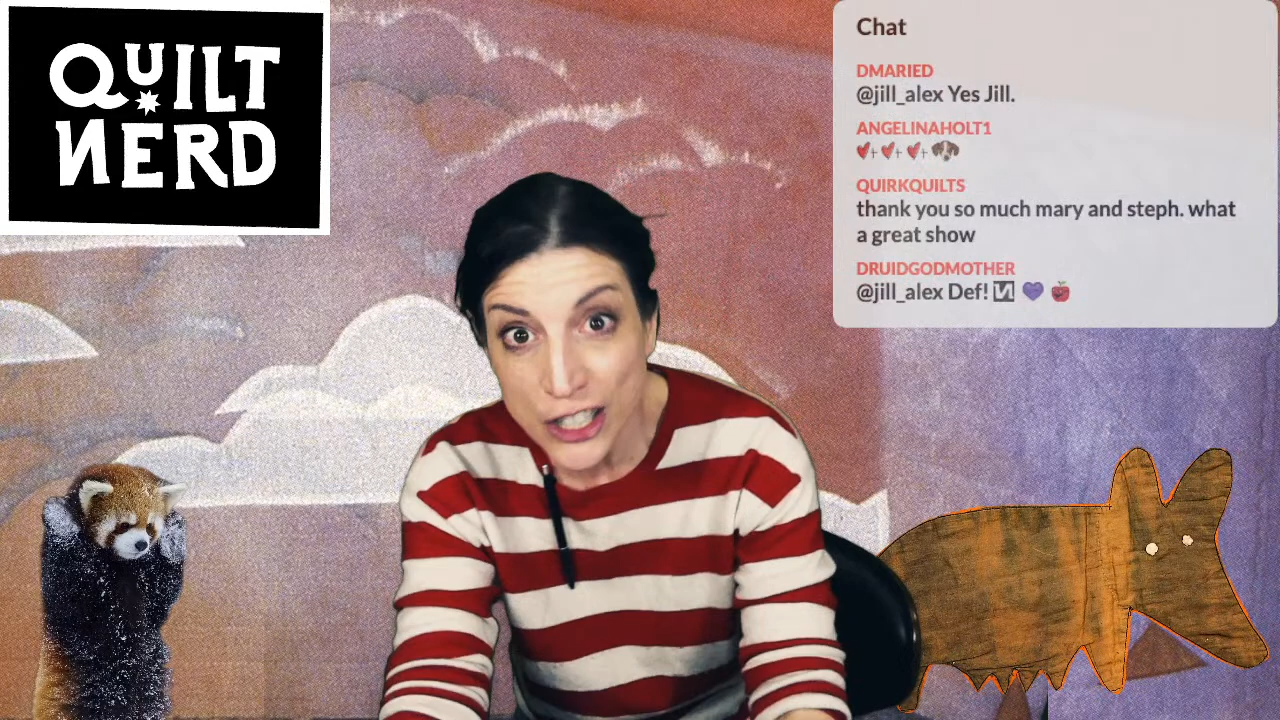 QUILT
NERD
Chat
DMARIED
@jill_alex Yes Jill.
ANGELINAHOLT1
QUIRKQUILTS
thank you so much mary and steph. what
a great show
DRUIDGODMOTHER
@jill_alex Def! N